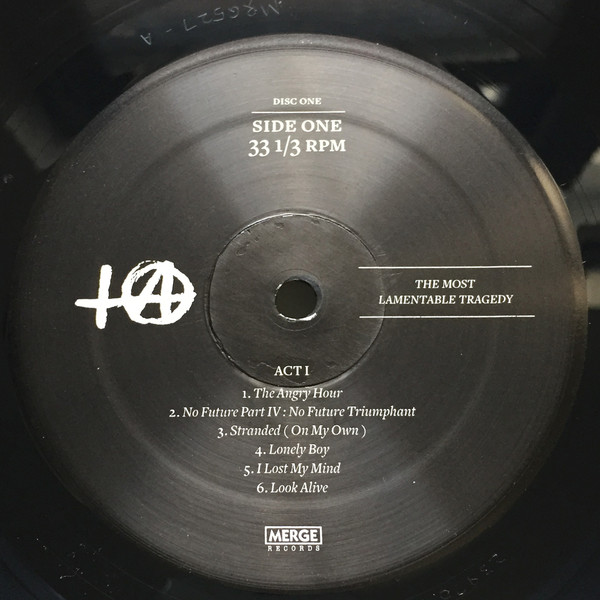 MRG527-A
DISC ONE
SIDE ONE
33 1/3 RPM
THE MOST
LAMENTABLE TRAGEDY
ACT I
1. The Angry Hour
2. No Future Part IV : No Future Triumphant
3. Stranded ( On My Own )
4. Lonely Boy
5. I Lost My Mind
6. Look Alive
MERGE
RECORDS